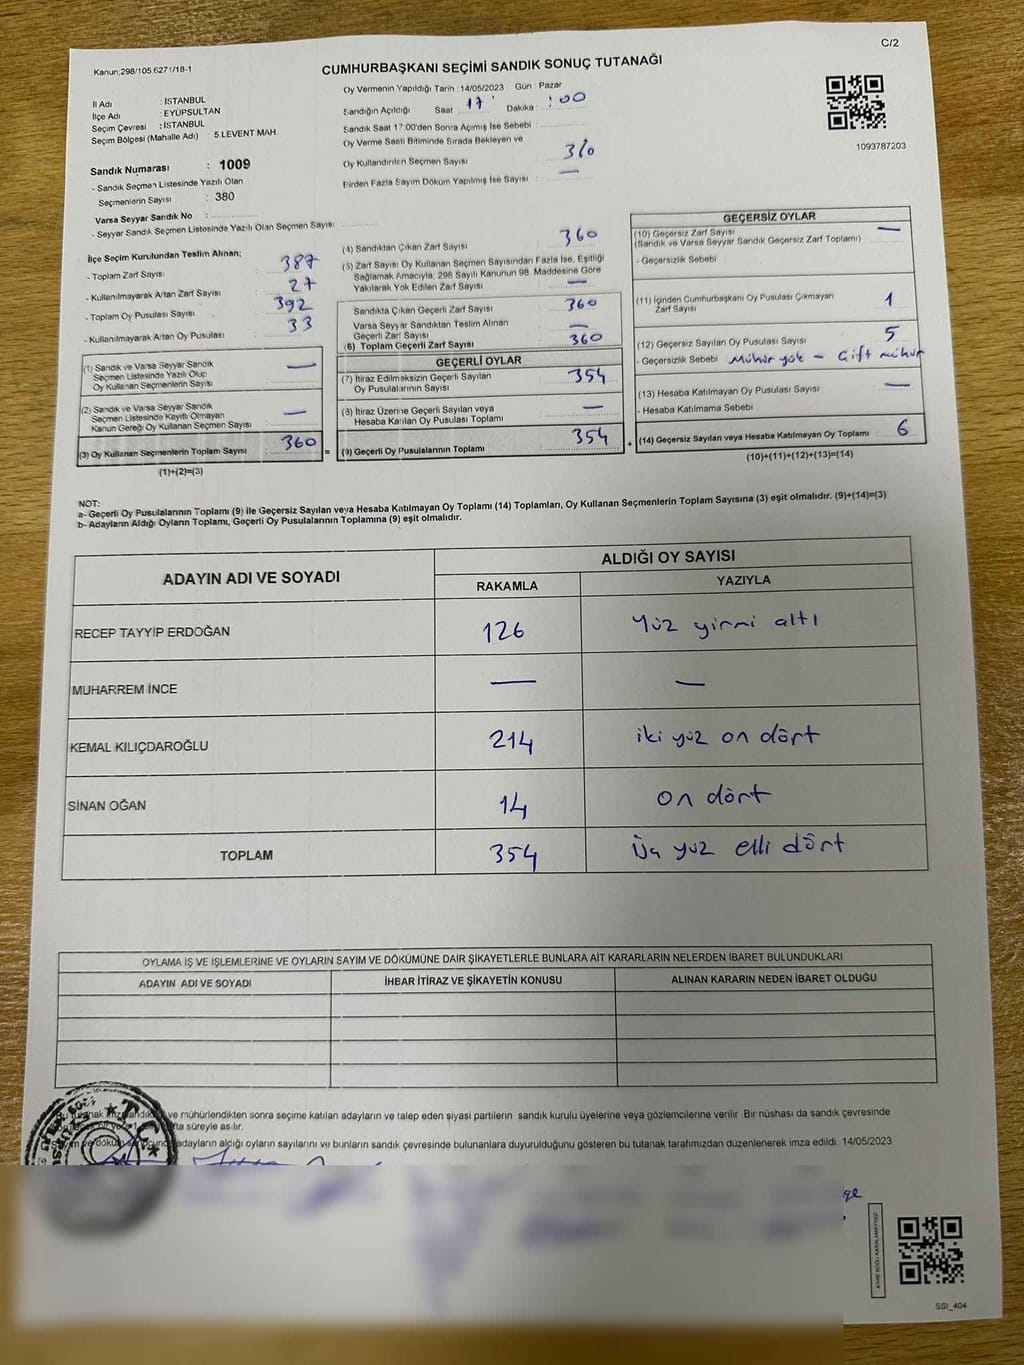 C/2
Kanun;298/105.6271/18-1
CUMHURBAŞKANI SEÇİMİ SANDIK SONUÇ TUTANAĞI
İl Adı : İSTANBUL
İlçe Adı : EYÜPSULTAN
Seçim Çevresi : İSTANBUL
Seçim Bölgesi (Mahalle Adı) : 5.LEVENT MAH.
Sandık Numarası : 1009
- Sandık Seçmen Listesinde Yazılı Olan
Seçmenlerin Sayısı : 380
Varsa Seyyar Sandık No :
- Seyyar Sandık Seçmen Listesinde Yazılı Olan Seçmen Sayısı
Oy Vermenin Yapıldığı Tarih : 14/05/2023 Gün : Pazar
Sandığın Açıldığı Saat : 17 Dakika : 00
Sandık Saat 17:00'den Sonra Açımış İse Sebebi :
Oy Verme Saati Bitiminde Sırada Bekleyen ve
Oy Kullandırılan Seçmen Sayısı :
Birden Fazla Sayım Döküm Yapılmış İse Sayısı : —
1093787203
İlçe Seçim Kurulundan Teslim Alınan;
- Toplam Zarf Sayısı : 387
- Kullanılmayarak Artan Zarf Sayısı : 27
- Toplam Oy Pusulası Sayısı : 392
- Kullanılmayarak Artan Oy Pusulası : 33
(1) Sandık ve Varsa Seyyar Sandık
Seçmen Listesinde Yazılı Olup
Oy Kullanan Seçmenlerin Sayısı : —
(2) Sandık ve Varsa Seyyar Sandık
Seçmen Listesinde Kayıtlı Olmayan
Kanun Gereği Oy Kullanan Seçmen Sayısı : —
(3) Oy Kullanan Seçmenlerin Toplam Sayısı : 360
(1)+(2)=(3)
(4) Sandıktan Çıkan Zarf Sayısı : 360
(5) Zarf Sayısı Oy Kullanan Seçmen Sayısından Fazla İse, Eşitliği
Sağlamak Amacıyla, 298 Sayılı Kanunun 98. Maddesine Göre
Yakılarak Yok Edilen Zarf Sayısı : —
Sandıkta Çıkan Geçerli Zarf Sayısı : 360
Varsa Seyyar Sandıktan Teslim Alınan
Geçerli Zarf Sayısı : —
(6) Toplam Geçerli Zarf Sayısı : 360
GEÇERLİ OYLAR
(7) İtiraz Edilmeksizin Geçerli Sayılan
Oy Pusulalarının Sayısı : 354
(8) İtiraz Üzerine Geçerli Sayılan veya
Hesaba Katılan Oy Pusulası Toplamı : —
(9) Geçerli Oy Pusulalarının Toplamı : 354
GEÇERSİZ OYLAR
(10) Geçersiz Zarf Sayısı : —
(Sandık ve Varsa Seyyar Sandık Geçersiz Zarf Toplamı)
- Geçersizlik Sebebi :
(11) İçinden Cumhurbaşkanı Oy Pusulası Çıkmayan
Zarf Sayısı : 1
(12) Geçersiz Sayılan Oy Pusulası Sayısı : 5
- Geçersizlik Sebebi Mühür yok – Çift mühür
(13) Hesaba Katılmayan Oy Pusulası Sayısı : —
- Hesaba Katılmama Sebebi
(14) Geçersiz Sayılan veya Hesaba Katılmayan Oy Toplamı : 6
(10)+(11)+(12)+(13)=(14)
NOT:
a- Geçerli Oy Pusulalarının Toplamı (9) ile Geçersiz Sayılan veya Hesaba Katılmayan Oy Toplamı (14) Toplamları, Oy Kullanan Seçmenlerin Toplam Sayısına (3) eşit olmalıdır. (9)+(14)=(3)
b- Adayların Aldığı Oyların Toplamı, Geçerli Oy Pusulalarının Toplamına (9) eşit olmalıdır.
ADAYIN ADI VE SOYADI
ALDIĞI OY SAYISI
RAKAMLA YAZIYLA
RECEP TAYYİP ERDOĞAN 126 Yüz yirmi altı
MUHARREM İNCE — —
KEMAL KILIÇDAROĞLU 214 iki yüz on dört
SİNAN OĞAN 14 on dört
TOPLAM 354 Üç yüz elli dört
OYLAMA İŞ VE İŞLEMLERİNE VE OYLARIN SAYIM VE DÖKÜMÜNE DAİR ŞİKAYETLERLE BUNLARA AİT KARARLARIN NELERDEN İBARET BULUNDUKLARI
ADAYIN ADI VE SOYADI İHBAR İTİRAZ VE ŞİKAYETİN KONUSU ALINAN KARARIN NEDEN İBARET OLDUĞU
ve mühürlendikten sonra seçime katılan adayların ve talep eden siyasi partilerin sandık kurulu üyelerine veya gözlemcilerine verilir. Bir nüshası da sandık çevresinde
süreyle asılır.
adayların aldığı oyların sayılarını ve bunların sandık çevresinde bulunanlara duyurulduğunu gösteren bu tutanak tarafımızdan düzenlenerek imza edildi. 14/05/2023
KARE KODU KARALAMAYINIZ!
SSI_404